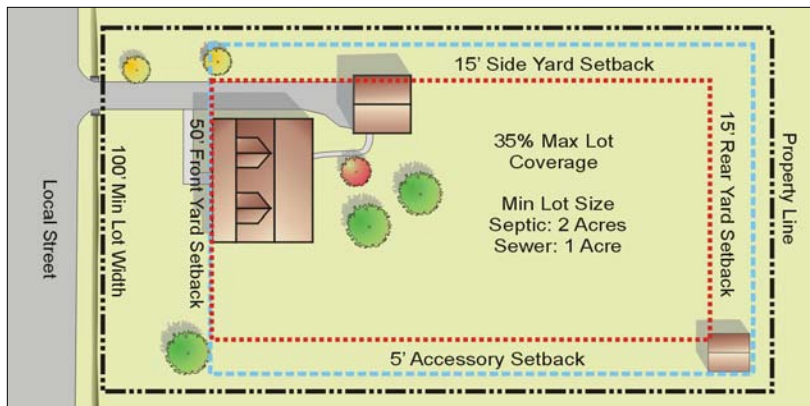 Local Street
100' Min Lot Width
50' Front Yard Setback
15' Side Yard Setback
35% Max Lot
Coverage
Min Lot Size
Septic: 2 Acres
Sewer: 1 Acre
5' Accessory Setback
15' Rear Yard Setback
Property Line